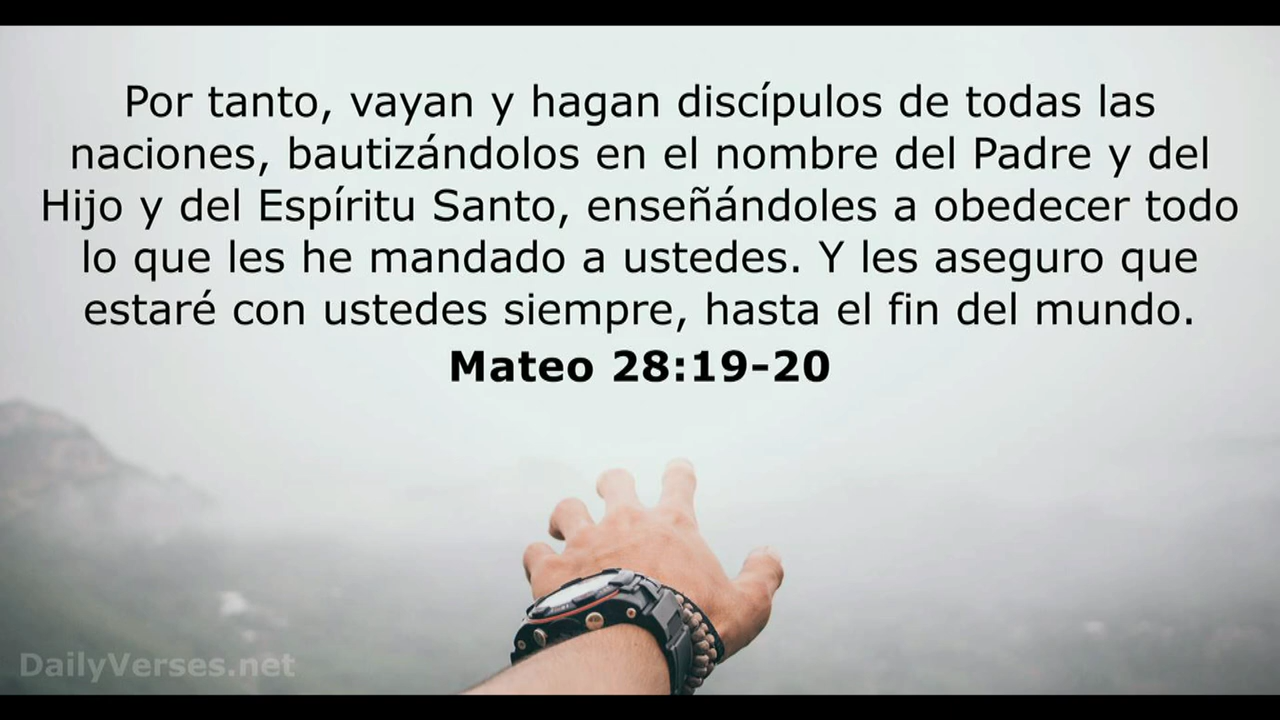 Por tanto, vayan y hagan discípulos de todas las
naciones, bautizándolos en el nombre del Padre y del
Hijo y del Espíritu Santo, enseñándoles a obedecer todo
lo que les he mandado a ustedes. Y les aseguro que
estaré con ustedes siempre, hasta el fin del mundo.
Mateo 28:19-20
DailyVerses.net